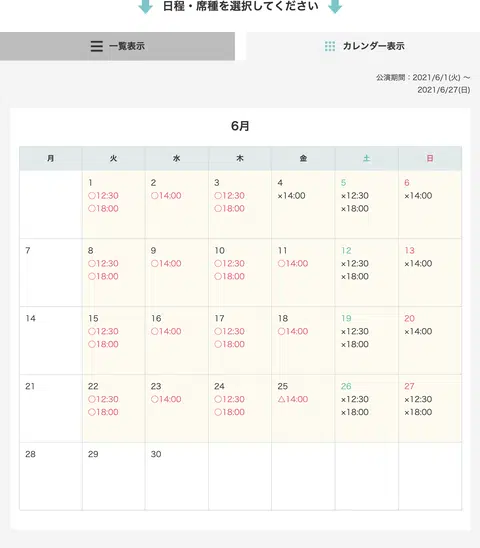 日程・席種を選択してください
一覧表示
カレンダー表示
公演期間:2021/6/1(火) ～
2021/6/27(日)
6月
月 火 水 木 金 土 日
1 2 3 4 5 6
○12:30 ○14:00 ○12:30 ×14:00 ×12:30 ×14:00
○18:00 ○18:00 ×18:00
7 8 9 10 11 12 13
○12:30 ○14:00 ○12:30 ○14:00 ×12:30 ×14:00
○18:00 ○18:00 ×18:00
14 15 16 17 18 19 20
○12:30 ○14:00 ○12:30 ○14:00 ×12:30 ×14:00
○18:00 ○18:00 ×18:00
21 22 23 24 25 26 27
○12:30 ○14:00 ○12:30 △14:00 ×12:30 ×12:30
○18:00 ○18:00 ×18:00 ×18:00
28 29 30